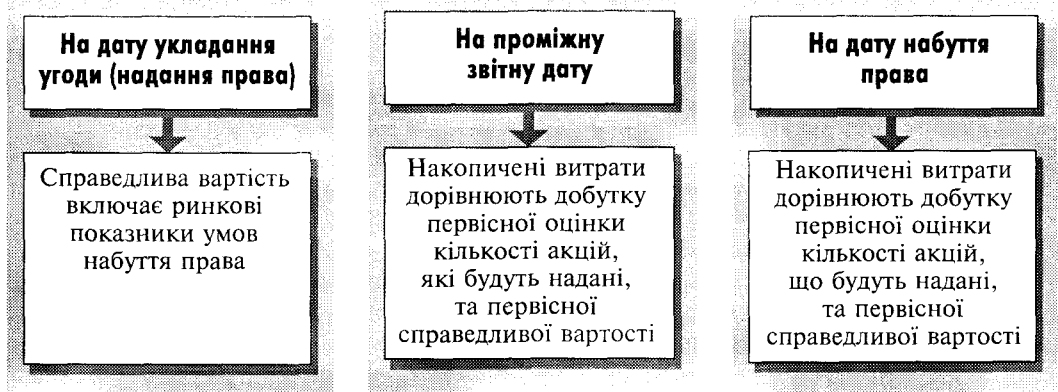 На дату укладання
угоди (надання права)
Справедлива вартість
включає ринкові
показники умов
набуття права
На проміжну
звітну дату
Накопичені витрати
дорівнюють добутку
первісної оцінки
кількості акцій,
які будуть надані,
та первісної
справедливої вартості
На дату набуття
права
Накопичені витрати
дорівнюють добутку
первісної оцінки
кількості акцій,
що будуть надані,
та первісної
справедливої вартості